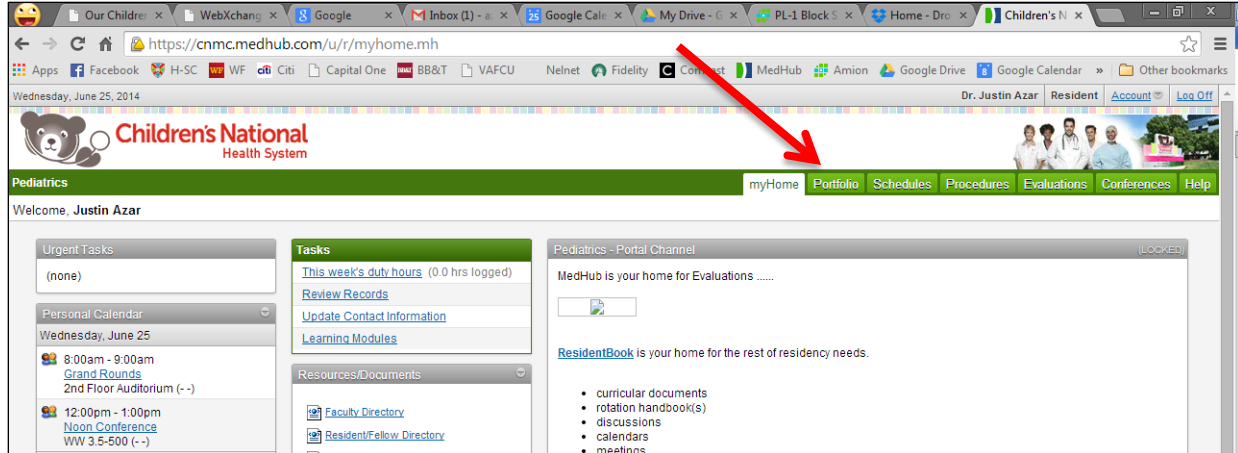 Our Childre
WebXchang
Google
Inbox (1) - a
Google Cale
My Drive - G
PL-1 Block S
Home - Dro
Children's N
https://cnmc.medhub.com/u/r/myhome.mh
Apps Facebook H-SC WF WF citi Citi Capital One BB&T VAFCU Nelnet Fidelity C MedHub Amion Google Drive Google Calendar » Other bookmarks
Wednesday, June 25, 2014 Dr. Justin Azar Resident Account Log Off
Children's National
Health System
Pediatrics myHome Portfolio Schedules Procedures Evaluations Conferences Help
Welcome, Justin Azar
Urgent Tasks
(none)
Personal Calendar
Wednesday, June 25
8:00am - 9:00am
Grand Rounds
2nd Floor Auditorium (- -)
12:00pm - 1:00pm
Noon Conference
WW 3.5-500 (- -)
Tasks
This week's duty hours (0.0 hrs logged)
Review Records
Update Contact Information
Learning Modules
Resources/Documents
Faculty Directory
Resident/Fellow Directory
Pediatrics - Portal Channel (LOCKED)
MedHub is your home for Evaluations ......
ResidentBook is your home for the rest of residency needs.
• curricular documents
• rotation handbook(s)
• discussions
• calendars
• meetings